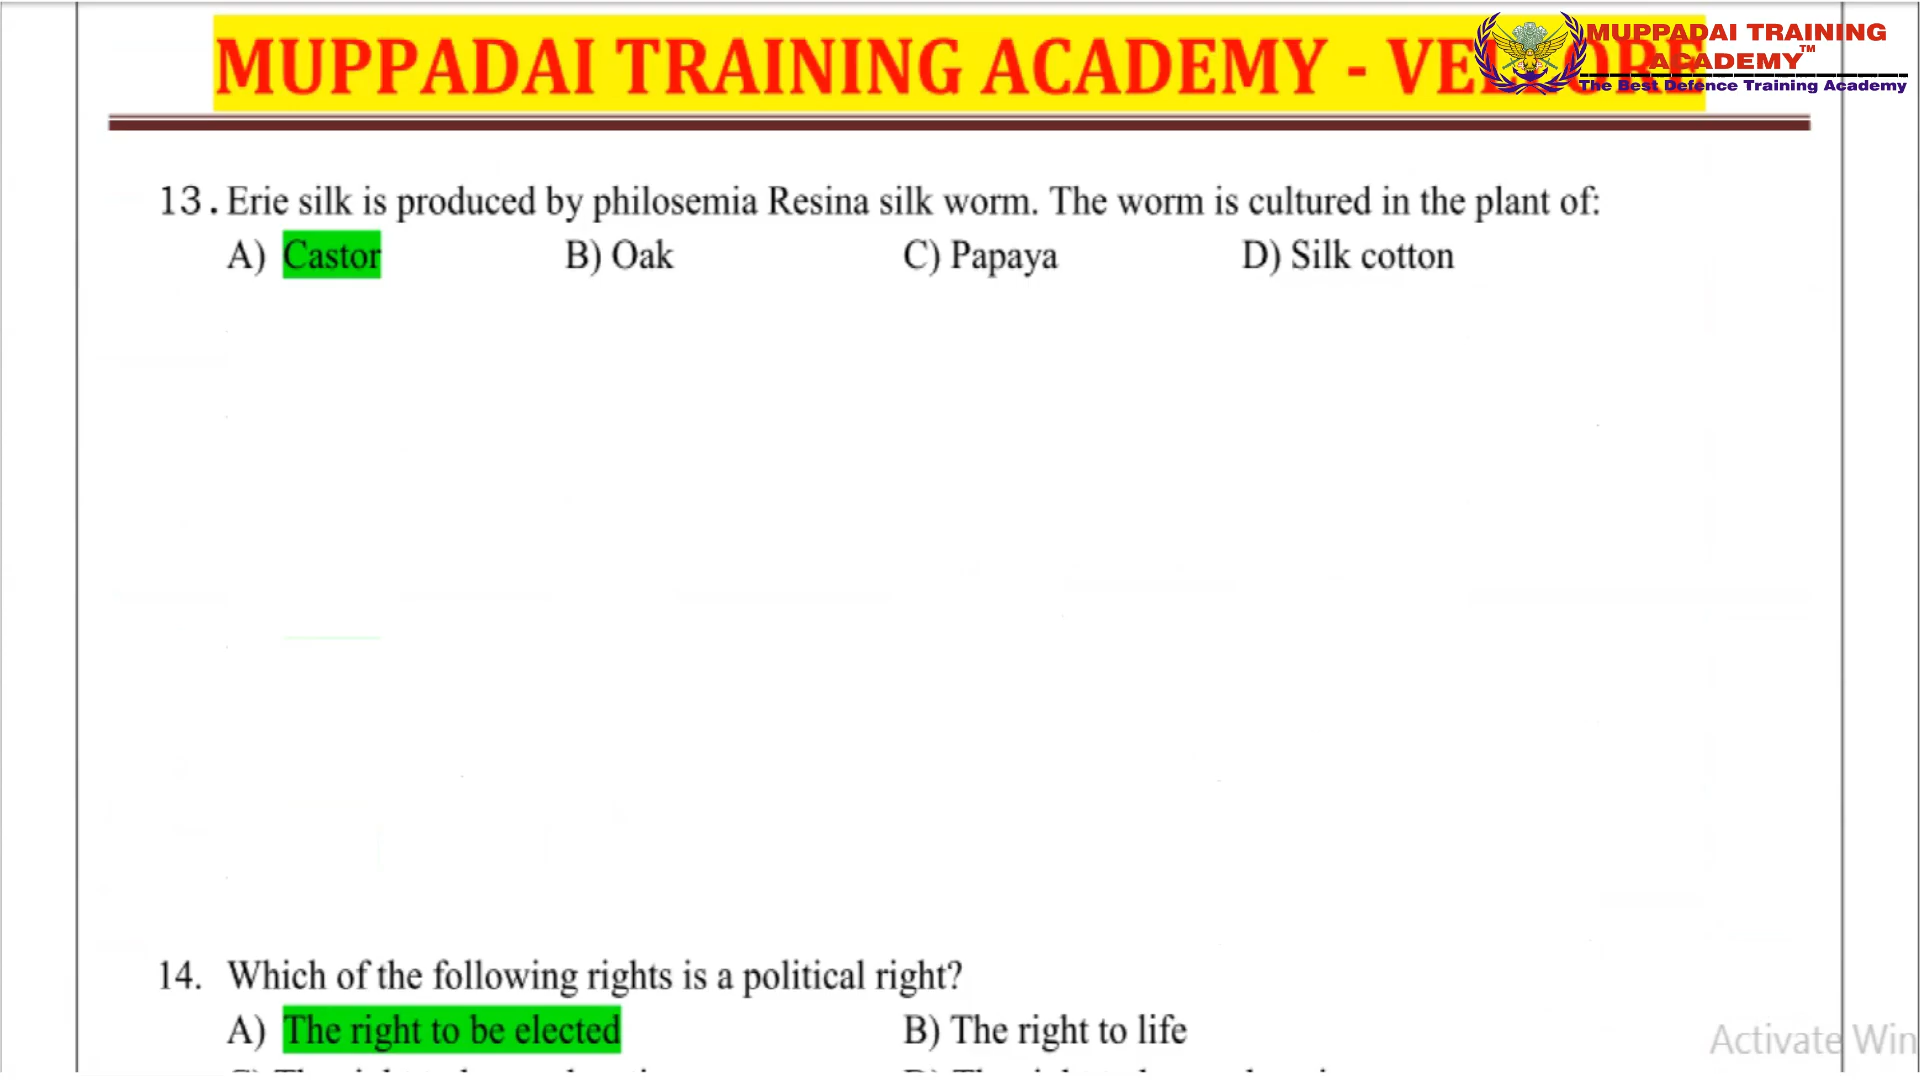 MUPPADAI TRAINING ACADEMY - VELLORE
MUPPADAI TRAINING
ACADEMY™
The Best Defence Training Academy
13. Erie silk is produced by philosemia Resina silk worm. The worm is cultured in the plant of:
A) Castor B) Oak C) Papaya D) Silk cotton
14. Which of the following rights is a political right?
A) The right to be elected B) The right to life
Activate Win